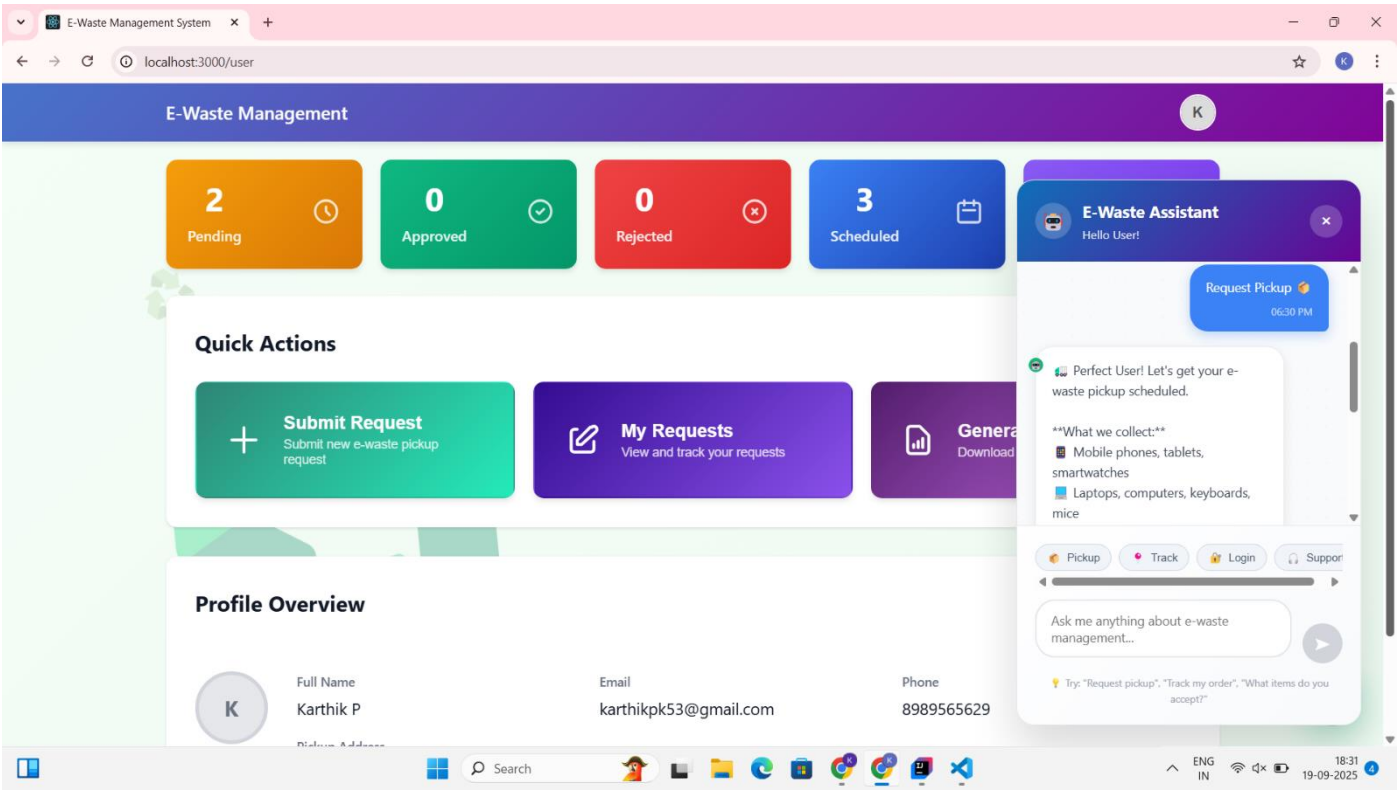 E-Waste Management System
localhost:3000/user
K
E-Waste Management
K
2
Pending
0
Approved
0
Rejected
3
Scheduled
Quick Actions
Submit Request
Submit new e-waste pickup
request
My Requests
View and track your requests
Genera
Download
Profile Overview
K
Full Name
Karthik P
Email
karthikpk53@gmail.com
Phone
8989565629
Pickup Address
E-Waste Assistant
Hello User!
Request Pickup
06:30 PM
Perfect User! Let's get your e-
waste pickup scheduled.
**What we collect:**
Mobile phones, tablets,
smartwatches
Laptops, computers, keyboards,
mice
Pickup
Track
Login
Suppor
Ask me anything about e-waste
management...
Try: "Request pickup", "Track my order", "What items do you
accept?"
Search
ENG
IN
18:31
19-09-2025
4